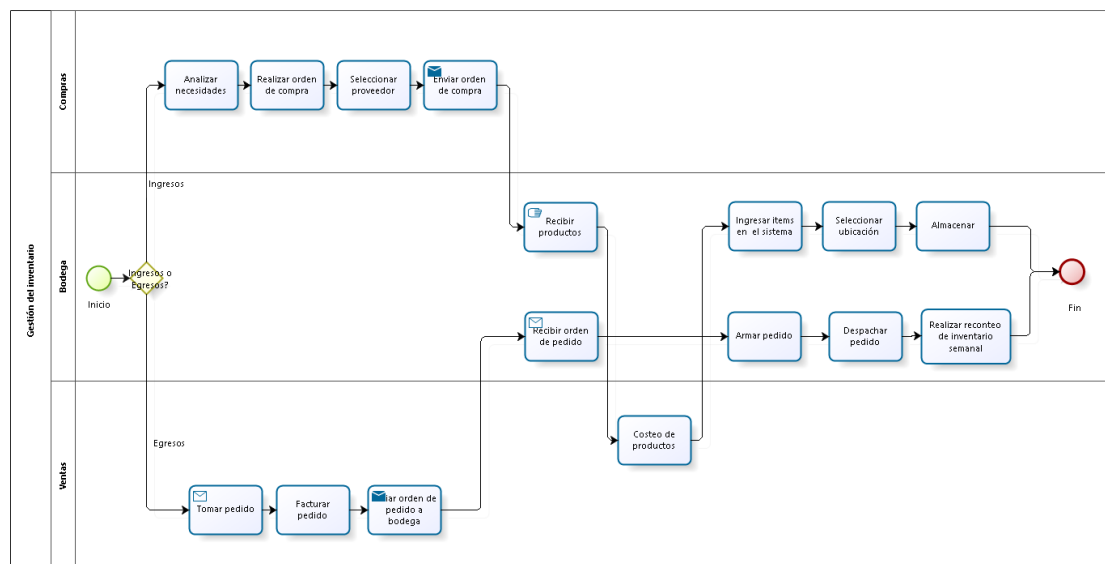 Gestión del inventario
Compras
Analizar
necesidades
Realizar orden
de compra
Seleccionar
proveedor
Enviar orden
de compra
Ingresos
Bodega
Inicio
Ingresos o
Egresos?
Recibir
productos
Ingresar items
en el sistema
Seleccionar
ubicación
Almacenar
Fin
Recibir orden
de pedido
Armar pedido
Despachar
pedido
Realizar reconteo
de inventario
semanal
Ventas
Egresos
Costeo de
productos
Tomar pedido
Facturar
pedido
iar orden de
pedido a
bodega